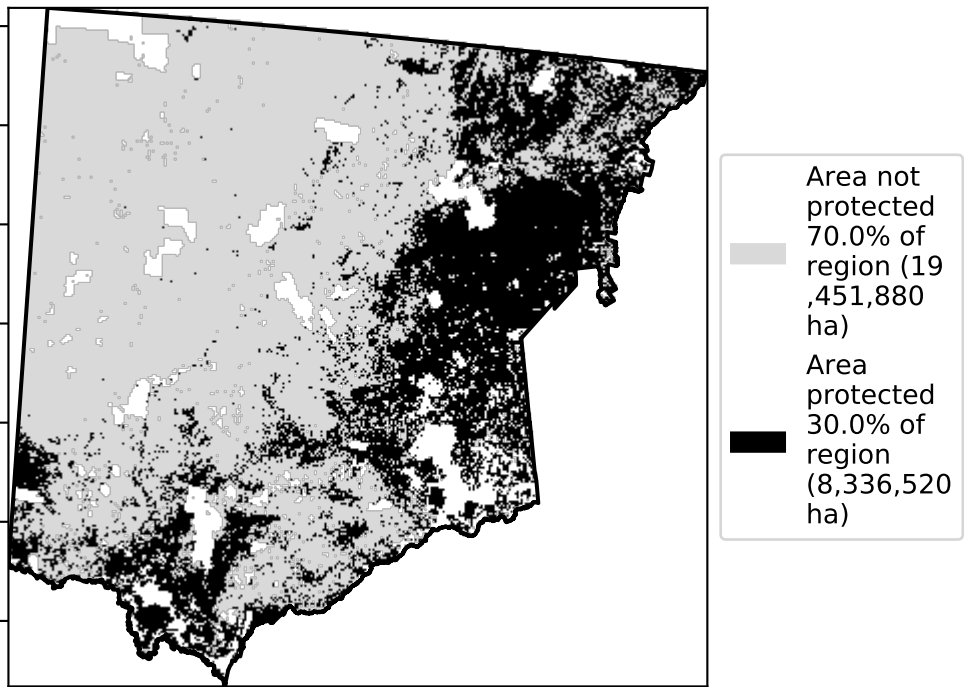 Area not
protected
70.0% of
region (19
,451,880
ha)
Area
protected
30.0% of
region
(8,336,520
ha)